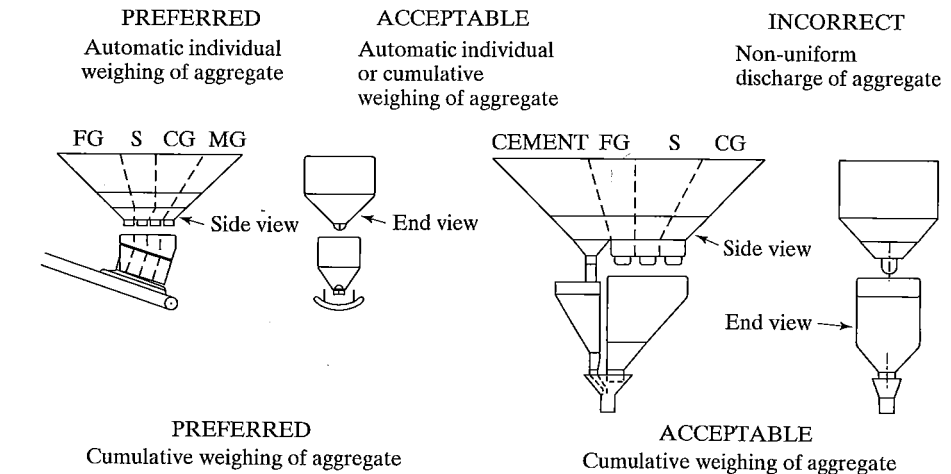 PREFERRED
Automatic individual
weighing of aggregate
ACCEPTABLE
Automatic individual
or cumulative
weighing of aggregate
INCORRECT
Non-uniform
discharge of aggregate
FG S CG MG
Side view
End view
CEMENT FG S CG
Side view
End view
PREFERRED
Cumulative weighing of aggregate
ACCEPTABLE
Cumulative weighing of aggregate